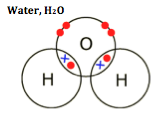 Water, H₂O
O
H H